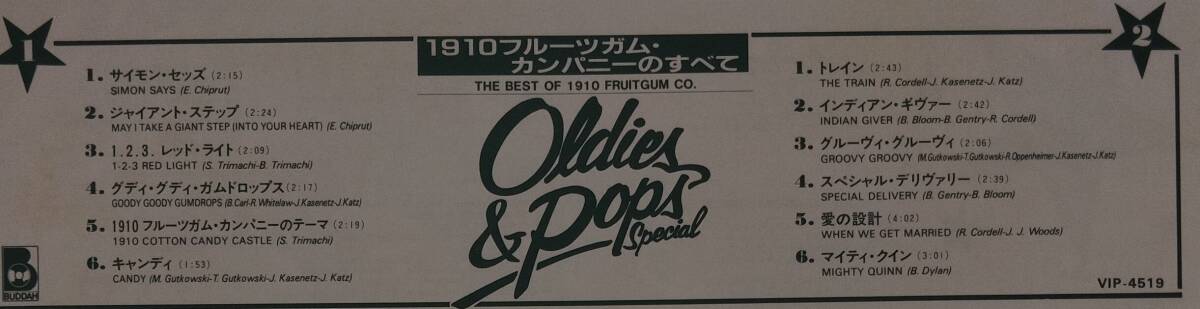 1
1. サイモン・セッズ (2:15)
SIMON SAYS (E. Chiprut)
2. ジャイアント・ステップ (2:24)
MAY I TAKE A GIANT STEP (INTO YOUR HEART) (E. Chiprut)
3. 1.2.3. レッド・ライト (2:09)
1-2-3 RED LIGHT (S. Trimachi-B. Trimachi)
4. グディ・グディ・ガムドロップス (2:17)
GOODY GOODY GUMDROPS (B.Carl-R. Whitelaw-J.Kasenetz-J.Katz)
5. 1910 フルーツガム・カンパニーのテーマ (2:19)
1910 COTTON CANDY CASTLE (S. Trimachi)
6. キャンディ (1:53)
CANDY (M. Gutkowski-T. Gutkowski-J. Kasenetz-J. Katz)
BUDDAH
1910フルーツガム・
カンパニーのすべて
THE BEST OF 1910 FRUITGUM CO.
Oldies
& Pops
Special
2
1. トレイン (2:43)
THE TRAIN (R. Cordell-J. Kasenetz-J. Katz)
2. インディアン・ギヴァー (2:42)
INDIAN GIVER (B. Bloom-B. Gentry-R. Cordell)
3. グルーヴィ・グルーヴィ (2:06)
GROOVY GROOVY (M.Gutkowski-T.Gutkowski-R.Oppenheimer-J.Kasenetz-J.Katz)
4. スペシャル・デリヴァリー (2:39)
SPECIAL DELIVERY (B. Gentry-B. Bloom)
5. 愛の設計 (4:02)
WHEN WE GET MARRIED (R. Cordell-J. J. Woods)
6. マイティ・クイン (3:01)
MIGHTY QUINN (B. Dylan)
VIP-4519